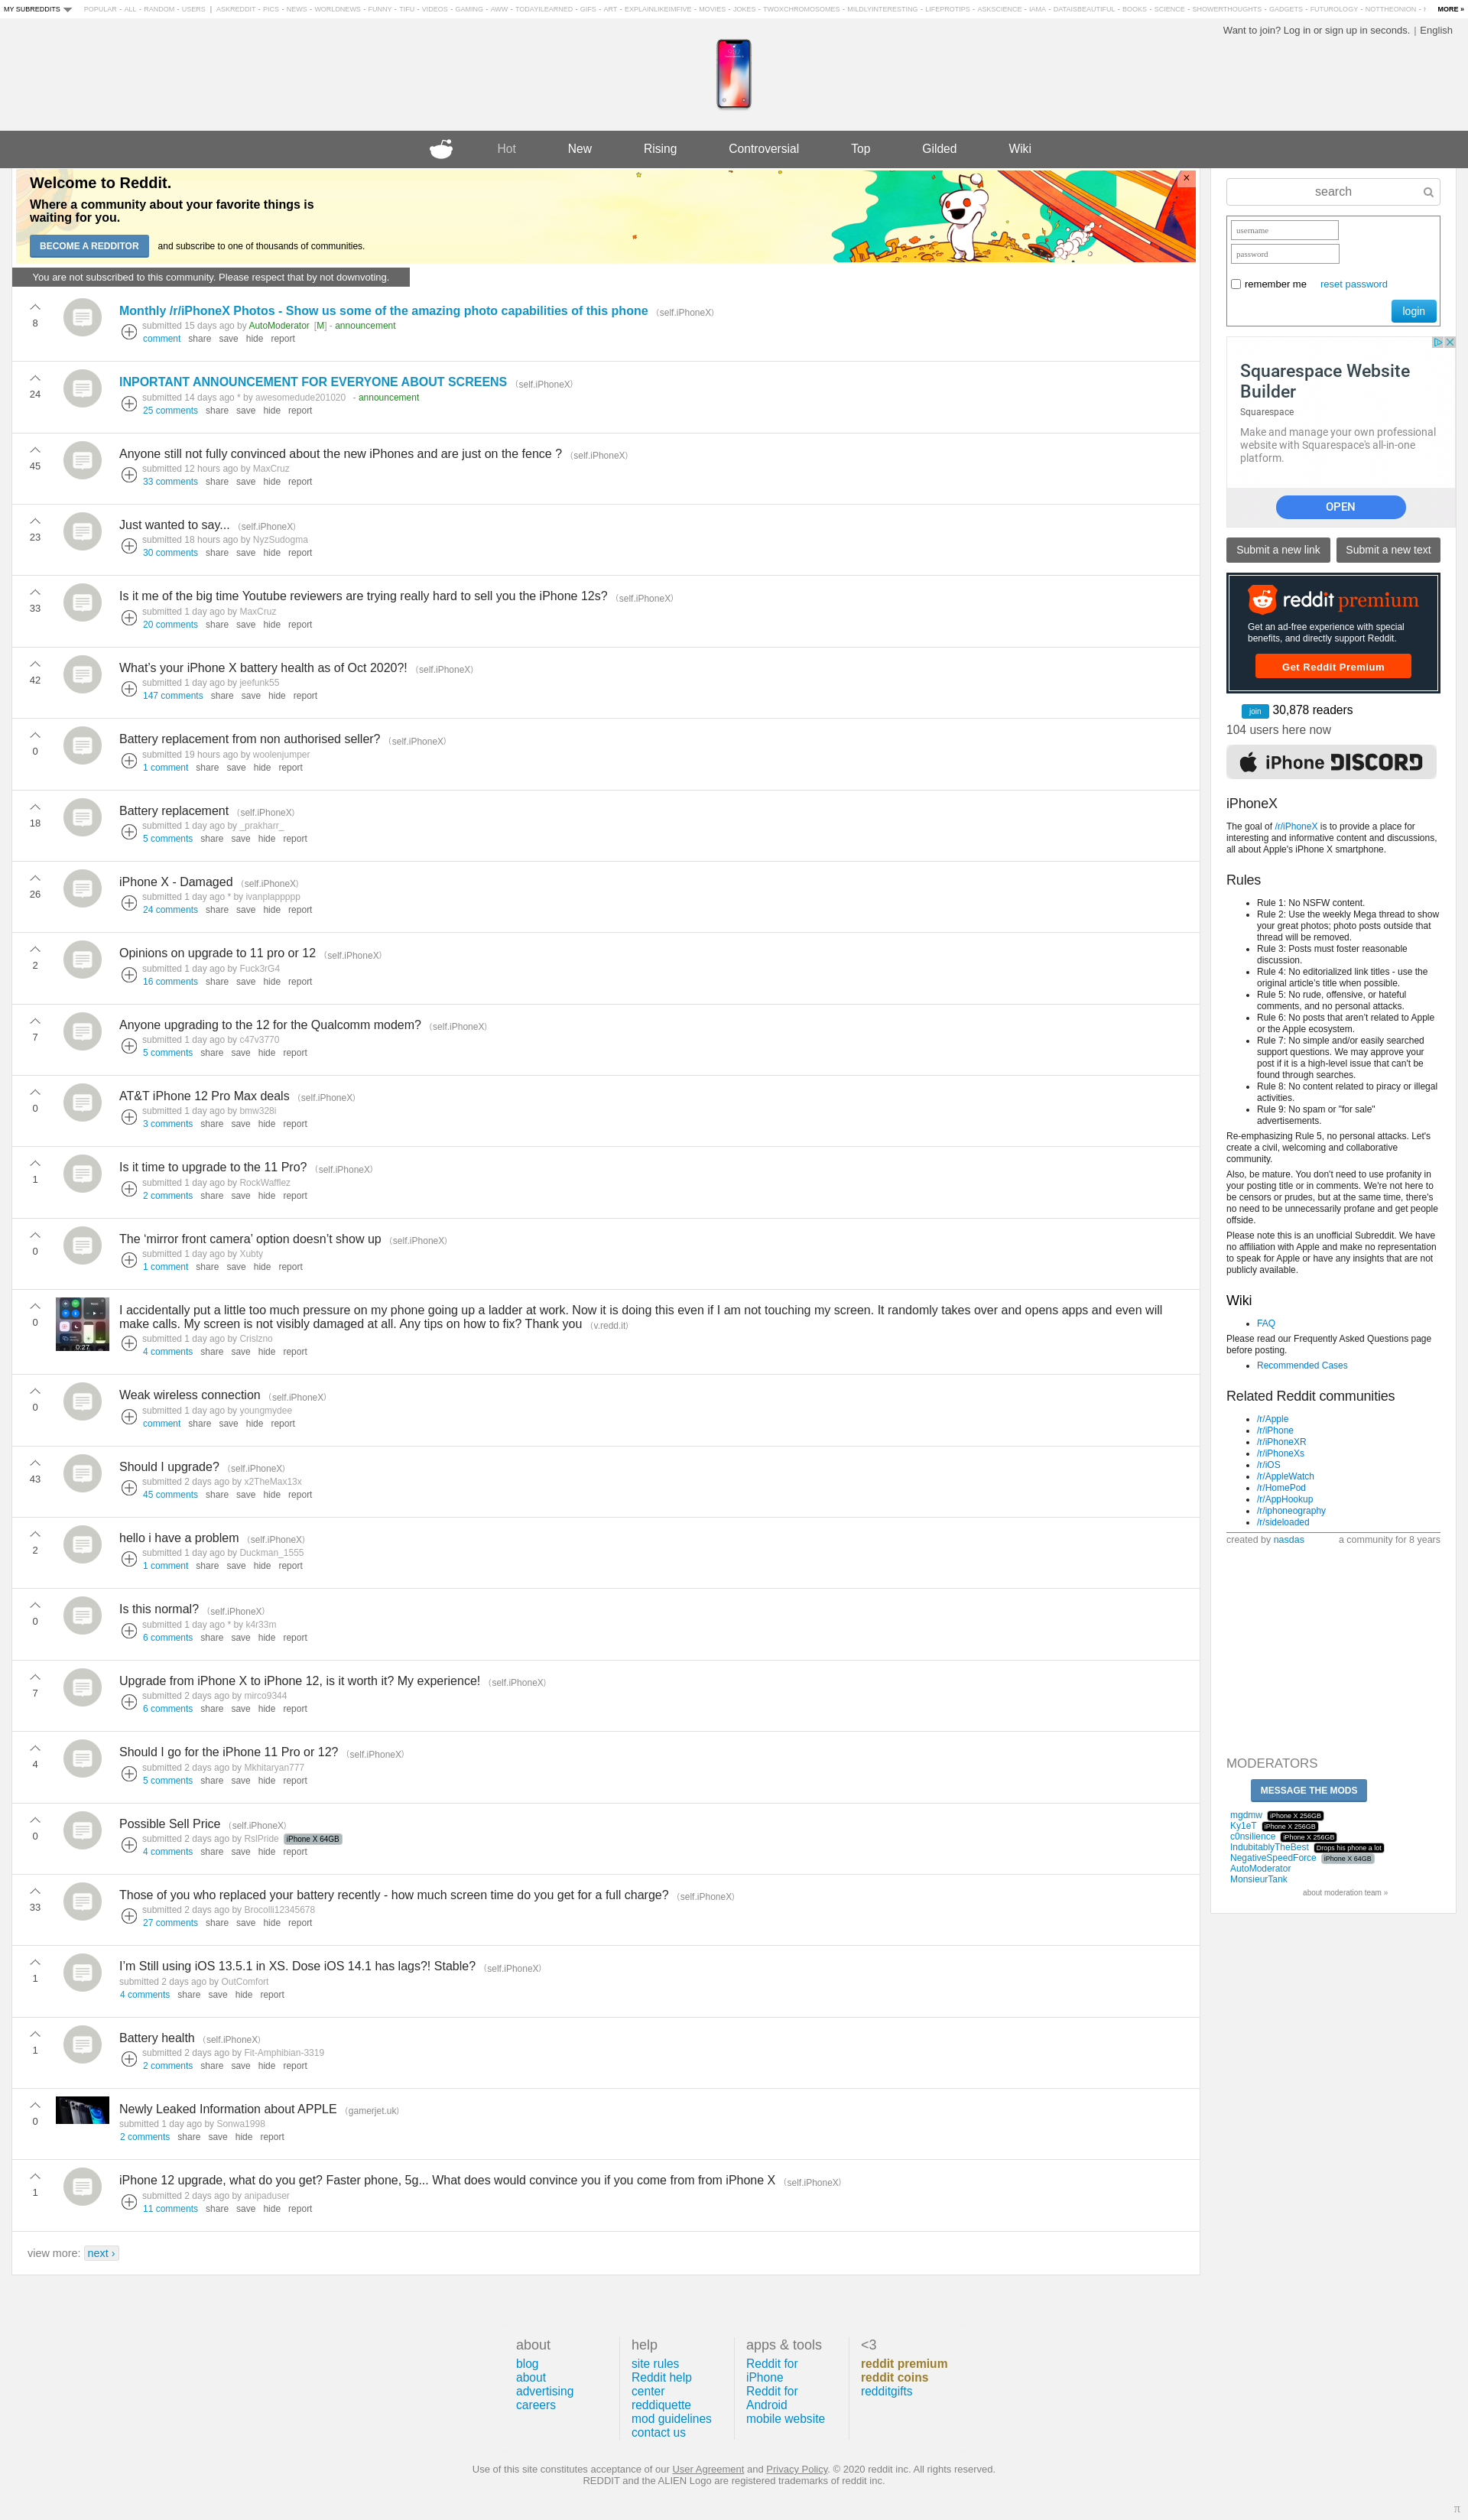 MY SUBREDDITS POPULAR - ALL - RANDOM - USERS | ASKREDDIT - PICS - NEWS - WORLDNEWS - FUNNY - TIFU - VIDEOS - GAMING - AWW - TODAYILEARNED - GIFS - ART - EXPLAINLIKEIMFIVE - MOVIES - JOKES - TWOXCHROMOSOMES - MILDLYINTERESTING - LIFEPROTIPS - ASKSCIENCE - IAMA - DATAISBEAUTIFUL - BOOKS - SCIENCE - SHOWERTHOUGHTS - GADGETS - FUTUROLOGY - NOTTHEONION - MORE »
Want to join? Log in or sign up in seconds. | English
Hot New Rising Controversial Top Gilded Wiki
Welcome to Reddit.
Where a community about your favorite things is
waiting for you.
BECOME A REDDITOR and subscribe to one of thousands of communities.
×
You are not subscribed to this community. Please respect that by not downvoting.
8
Monthly /r/iPhoneX Photos - Show us some of the amazing photo capabilities of this phone (self.iPhoneX)
submitted 15 days ago by AutoModerator [M] - announcement
comment share save hide report
24
INPORTANT ANNOUNCEMENT FOR EVERYONE ABOUT SCREENS (self.iPhoneX)
submitted 14 days ago * by awesomedude201020 - announcement
25 comments share save hide report
45
Anyone still not fully convinced about the new iPhones and are just on the fence ? (self.iPhoneX)
submitted 12 hours ago by MaxCruz
33 comments share save hide report
23
Just wanted to say... (self.iPhoneX)
submitted 18 hours ago by NyzSudogma
30 comments share save hide report
33
Is it me of the big time Youtube reviewers are trying really hard to sell you the iPhone 12s? (self.iPhoneX)
submitted 1 day ago by MaxCruz
20 comments share save hide report
42
What's your iPhone X battery health as of Oct 2020?! (self.iPhoneX)
submitted 1 day ago by jeefunk55
147 comments share save hide report
0
Battery replacement from non authorised seller? (self.iPhoneX)
submitted 19 hours ago by woolenjumper
1 comment share save hide report
18
Battery replacement (self.iPhoneX)
submitted 1 day ago by _prakharr_
5 comments share save hide report
26
iPhone X - Damaged (self.iPhoneX)
submitted 1 day ago * by ivanplappppp
24 comments share save hide report
2
Opinions on upgrade to 11 pro or 12 (self.iPhoneX)
submitted 1 day ago by Fuck3rG4
16 comments share save hide report
7
Anyone upgrading to the 12 for the Qualcomm modem? (self.iPhoneX)
submitted 1 day ago by c47v3770
5 comments share save hide report
0
AT&T iPhone 12 Pro Max deals (self.iPhoneX)
submitted 1 day ago by bmw328i
3 comments share save hide report
1
Is it time to upgrade to the 11 Pro? (self.iPhoneX)
submitted 1 day ago by RockWafflez
2 comments share save hide report
0
The 'mirror front camera' option doesn't show up (self.iPhoneX)
submitted 1 day ago by Xubty
1 comment share save hide report
0
0:27
I accidentally put a little too much pressure on my phone going up a ladder at work. Now it is doing this even if I am not touching my screen. It randomly takes over and opens apps and even will
make calls. My screen is not visibly damaged at all. Any tips on how to fix? Thank you (v.redd.it)
submitted 1 day ago by Crislzno
4 comments share save hide report
0
Weak wireless connection (self.iPhoneX)
submitted 1 day ago by youngmydee
comment share save hide report
43
Should I upgrade? (self.iPhoneX)
submitted 2 days ago by x2TheMax13x
45 comments share save hide report
2
hello i have a problem (self.iPhoneX)
submitted 1 day ago by Duckman_1555
1 comment share save hide report
0
Is this normal? (self.iPhoneX)
submitted 1 day ago * by k4r33m
6 comments share save hide report
7
Upgrade from iPhone X to iPhone 12, is it worth it? My experience! (self.iPhoneX)
submitted 2 days ago by mirco9344
6 comments share save hide report
4
Should I go for the iPhone 11 Pro or 12? (self.iPhoneX)
submitted 2 days ago by Mkhitaryan777
5 comments share save hide report
0
Possible Sell Price (self.iPhoneX)
submitted 2 days ago by RslPride iPhone X 64GB
4 comments share save hide report
33
Those of you who replaced your battery recently - how much screen time do you get for a full charge? (self.iPhoneX)
submitted 2 days ago by Brocolli12345678
27 comments share save hide report
1
I'm Still using iOS 13.5.1 in XS. Dose iOS 14.1 has lags?! Stable? (self.iPhoneX)
submitted 2 days ago by OutComfort
4 comments share save hide report
1
Battery health (self.iPhoneX)
submitted 2 days ago by Fit-Amphibian-3319
2 comments share save hide report
0
Newly Leaked Information about APPLE (gamerjet.uk)
submitted 1 day ago by Sonwa1998
2 comments share save hide report
1
iPhone 12 upgrade, what do you get? Faster phone, 5g... What does would convince you if you come from from iPhone X (self.iPhoneX)
submitted 2 days ago by anipaduser
11 comments share save hide report
view more: next ›
search
username
password
remember me reset password
login
Squarespace Website
Builder
Squarespace
Make and manage your own professional
website with Squarespace's all-in-one
platform.
OPEN
Submit a new link Submit a new text
reddit premium
Get an ad-free experience with special
benefits, and directly support Reddit.
Get Reddit Premium
join 30,878 readers
104 users here now
iPhone DISCORD
iPhoneX
The goal of /r/iPhoneX is to provide a place for
interesting and informative content and discussions,
all about Apple's iPhone X smartphone.
Rules
Rule 1: No NSFW content.
Rule 2: Use the weekly Mega thread to show
your great photos; photo posts outside that
thread will be removed.
Rule 3: Posts must foster reasonable
discussion.
Rule 4: No editorialized link titles - use the
original article's title when possible.
Rule 5: No rude, offensive, or hateful
comments, and no personal attacks.
Rule 6: No posts that aren't related to Apple
or the Apple ecosystem.
Rule 7: No simple and/or easily searched
support questions. We may approve your
post if it is a high-level issue that can't be
found through searches.
Rule 8: No content related to piracy or illegal
activities.
Rule 9: No spam or "for sale"
advertisements.
Re-emphasizing Rule 5, no personal attacks. Let's
create a civil, welcoming and collaborative
community.
Also, be mature. You don't need to use profanity in
your posting title or in comments. We're not here to
be censors or prudes, but at the same time, there's
no need to be unnecessarily profane and get people
offside.
Please note this is an unofficial Subreddit. We have
no affiliation with Apple and make no representation
to speak for Apple or have any insights that are not
publicly available.
Wiki
FAQ
Please read our Frequently Asked Questions page
before posting.
Recommended Cases
Related Reddit communities
/r/Apple
/r/iPhone
/r/iPhoneXR
/r/iPhoneXs
/r/iOS
/r/AppleWatch
/r/HomePod
/r/AppHookup
/r/iphoneography
/r/sideloaded
created by nasdas a community for 8 years
MODERATORS
MESSAGE THE MODS
mgdmw iPhone X 256GB
Ky1eT iPhone X 256GB
c0nsilience iPhone X 256GB
IndubitablyTheBest Drops his phone a lot
NegativeSpeedForce iPhone X 64GB
AutoModerator
MonsieurTank
about moderation team »
about
blog
about
advertising
careers
help
site rules
Reddit help
center
reddiquette
mod guidelines
contact us
apps & tools
Reddit for
iPhone
Reddit for
Android
mobile website
<3
reddit premium
reddit coins
redditgifts
Use of this site constitutes acceptance of our User Agreement and Privacy Policy. © 2020 reddit inc. All rights reserved.
REDDIT and the ALIEN Logo are registered trademarks of reddit inc.
π